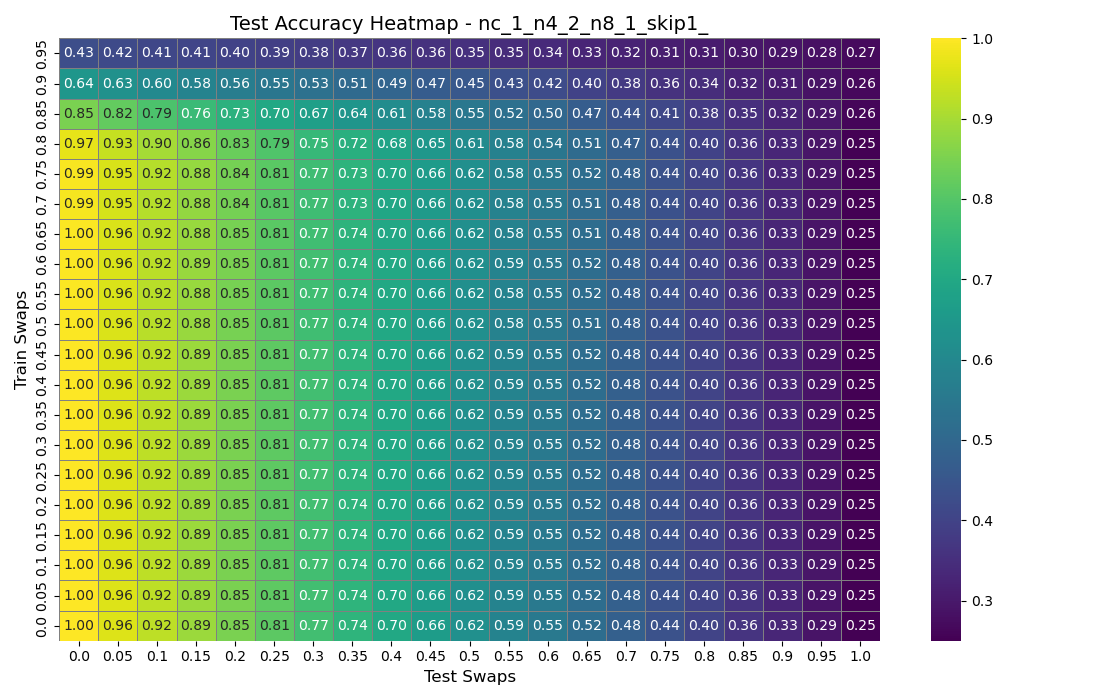 Test Accuracy Heatmap - nc_1_n4_2_n8_1_skip1_
Train Swaps
0.95 0.43 0.42 0.41 0.41 0.40 0.39 0.38 0.37 0.36 0.36 0.35 0.35 0.34 0.33 0.32 0.31 0.31 0.30 0.29 0.28 0.27
0.9 0.64 0.63 0.60 0.58 0.56 0.55 0.53 0.51 0.49 0.47 0.45 0.43 0.42 0.40 0.38 0.36 0.34 0.32 0.31 0.29 0.26
0.85 0.85 0.82 0.79 0.76 0.73 0.70 0.67 0.64 0.61 0.58 0.55 0.52 0.50 0.47 0.44 0.41 0.38 0.35 0.32 0.29 0.26
0.8 0.97 0.93 0.90 0.86 0.83 0.79 0.75 0.72 0.68 0.65 0.61 0.58 0.54 0.51 0.47 0.44 0.40 0.36 0.33 0.29 0.25
0.75 0.99 0.95 0.92 0.88 0.84 0.81 0.77 0.73 0.70 0.66 0.62 0.58 0.55 0.52 0.48 0.44 0.40 0.36 0.33 0.29 0.25
0.7 0.99 0.95 0.92 0.88 0.84 0.81 0.77 0.73 0.70 0.66 0.62 0.58 0.55 0.51 0.48 0.44 0.40 0.36 0.33 0.29 0.25
0.65 1.00 0.96 0.92 0.88 0.85 0.81 0.77 0.74 0.70 0.66 0.62 0.58 0.55 0.51 0.48 0.44 0.40 0.36 0.33 0.29 0.25
0.6 1.00 0.96 0.92 0.89 0.85 0.81 0.77 0.74 0.70 0.66 0.62 0.59 0.55 0.52 0.48 0.44 0.40 0.36 0.33 0.29 0.25
0.55 1.00 0.96 0.92 0.88 0.85 0.81 0.77 0.74 0.70 0.66 0.62 0.58 0.55 0.52 0.48 0.44 0.40 0.36 0.33 0.29 0.25
0.5 1.00 0.96 0.92 0.88 0.85 0.81 0.77 0.74 0.70 0.66 0.62 0.58 0.55 0.51 0.48 0.44 0.40 0.36 0.33 0.29 0.25
0.45 1.00 0.96 0.92 0.89 0.85 0.81 0.77 0.74 0.70 0.66 0.62 0.59 0.55 0.52 0.48 0.44 0.40 0.36 0.33 0.29 0.25
0.4 1.00 0.96 0.92 0.89 0.85 0.81 0.77 0.74 0.70 0.66 0.62 0.59 0.55 0.52 0.48 0.44 0.40 0.36 0.33 0.29 0.25
0.35 1.00 0.96 0.92 0.89 0.85 0.81 0.77 0.74 0.70 0.66 0.62 0.59 0.55 0.52 0.48 0.44 0.40 0.36 0.33 0.29 0.25
0.3 1.00 0.96 0.92 0.89 0.85 0.81 0.77 0.74 0.70 0.66 0.62 0.59 0.55 0.52 0.48 0.44 0.40 0.36 0.33 0.29 0.25
0.25 1.00 0.96 0.92 0.89 0.85 0.81 0.77 0.74 0.70 0.66 0.62 0.59 0.55 0.52 0.48 0.44 0.40 0.36 0.33 0.29 0.25
0.2 1.00 0.96 0.92 0.89 0.85 0.81 0.77 0.74 0.70 0.66 0.62 0.59 0.55 0.52 0.48 0.44 0.40 0.36 0.33 0.29 0.25
0.15 1.00 0.96 0.92 0.89 0.85 0.81 0.77 0.74 0.70 0.66 0.62 0.59 0.55 0.52 0.48 0.44 0.40 0.36 0.33 0.29 0.25
0.1 1.00 0.96 0.92 0.89 0.85 0.81 0.77 0.74 0.70 0.66 0.62 0.59 0.55 0.52 0.48 0.44 0.40 0.36 0.33 0.29 0.25
0.05 1.00 0.96 0.92 0.89 0.85 0.81 0.77 0.74 0.70 0.66 0.62 0.59 0.55 0.52 0.48 0.44 0.40 0.36 0.33 0.29 0.25
0.0 1.00 0.96 0.92 0.89 0.85 0.81 0.77 0.74 0.70 0.66 0.62 0.59 0.55 0.52 0.48 0.44 0.40 0.36 0.33 0.29 0.25
0.0 0.05 0.1 0.15 0.2 0.25 0.3 0.35 0.4 0.45 0.5 0.55 0.6 0.65 0.7 0.75 0.8 0.85 0.9 0.95 1.0
Test Swaps
1.0
0.9
0.8
0.7
0.6
0.5
0.4
0.3